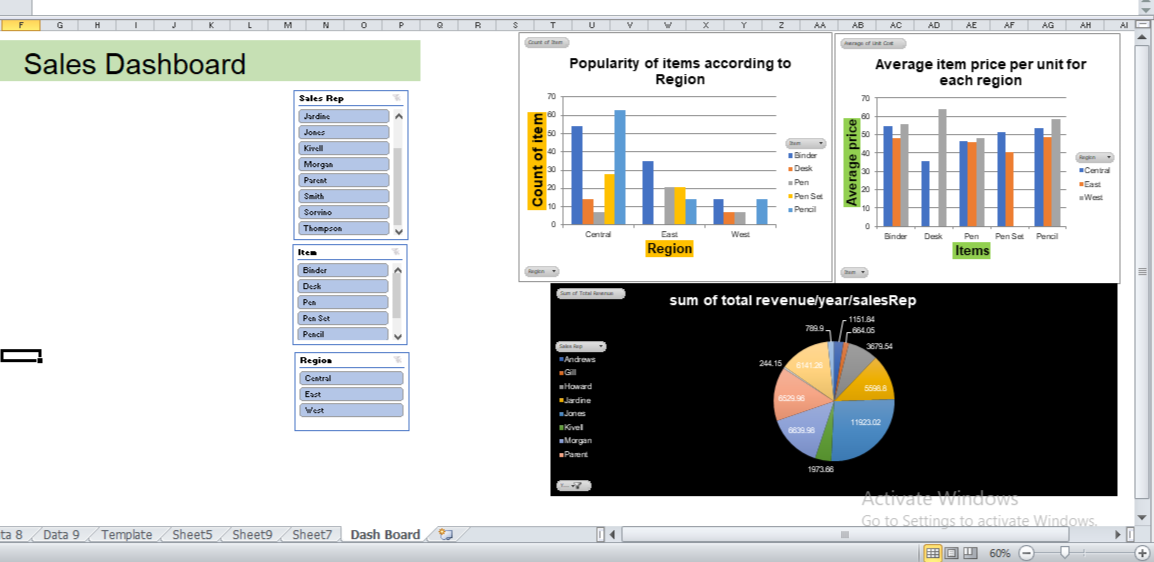 F G H I J K L M N O P Q R S T U V W X Y Z AA AB AC AD AE AF AG AH AI
Sales Dashboard
Sales Rep
Jardine
Jones
Kivell
Morgan
Parent
Smith
Sorvino
Thompson
Item
Binder
Desk
Pen
Pen Set
Pencil
Region
Central
East
West
Count of Item
Popularity of items according to
Region
Count of item
70
60
50
40
30
20
10
0
Central East West
Region
Item
Binder
Desk
Pen
Pen Set
Pencil
Region
Average of Unit Cost
Average item price per unit for
each region
Average price
70
60
50
40
30
20
10
0
Binder Desk Pen Pen Set Pencil
Items
Region
Central
East
West
Item
Sum of Total Revenue
sum of total revenue/year/salesRep
Sales Rep
Andrews
Gill
Howard
Jardine
Jones
Kivell
Morgan
Parent
789.9
1151.84
664.05
3679.54
5596.8
11923.02
1973.66
6639.96
8529.96
244.15
6141.26
Activate Windows
Go to Settings to activate Windows.
ta 8 Data 9 Template Sheet5 Sheet9 Sheet7 Dash Board
60%